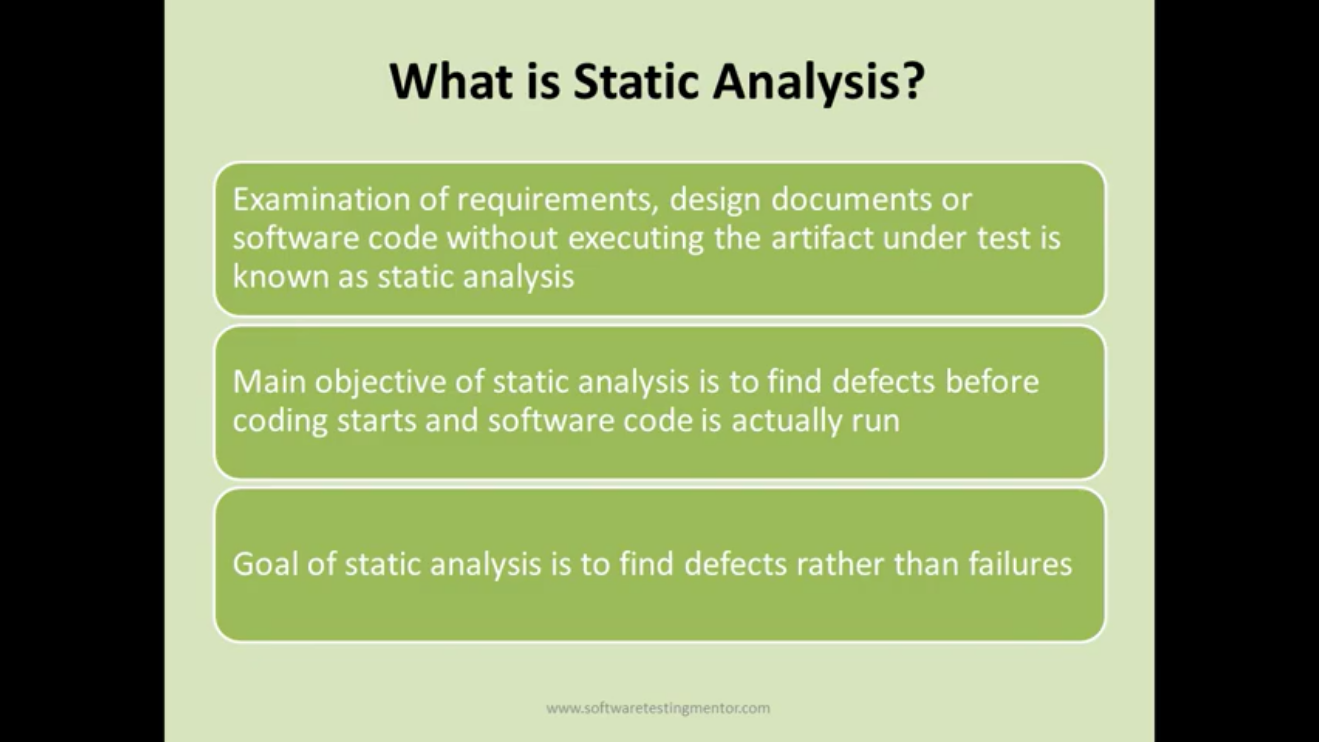 What is Static Analysis?
Examination of requirements, design documents or
software code without executing the artifact under test is
known as static analysis
Main objective of static analysis is to find defects before
coding starts and software code is actually run
Goal of static analysis is to find defects rather than failures
www.softwaretestingmentor.com